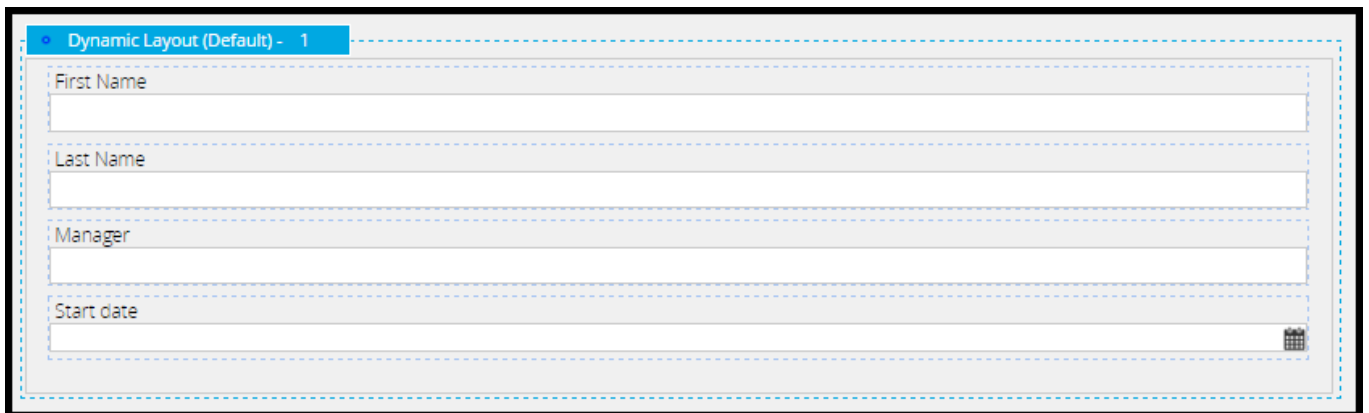 Dynamic Layout (Default) - 1
First Name
Last Name
Manager
Start date